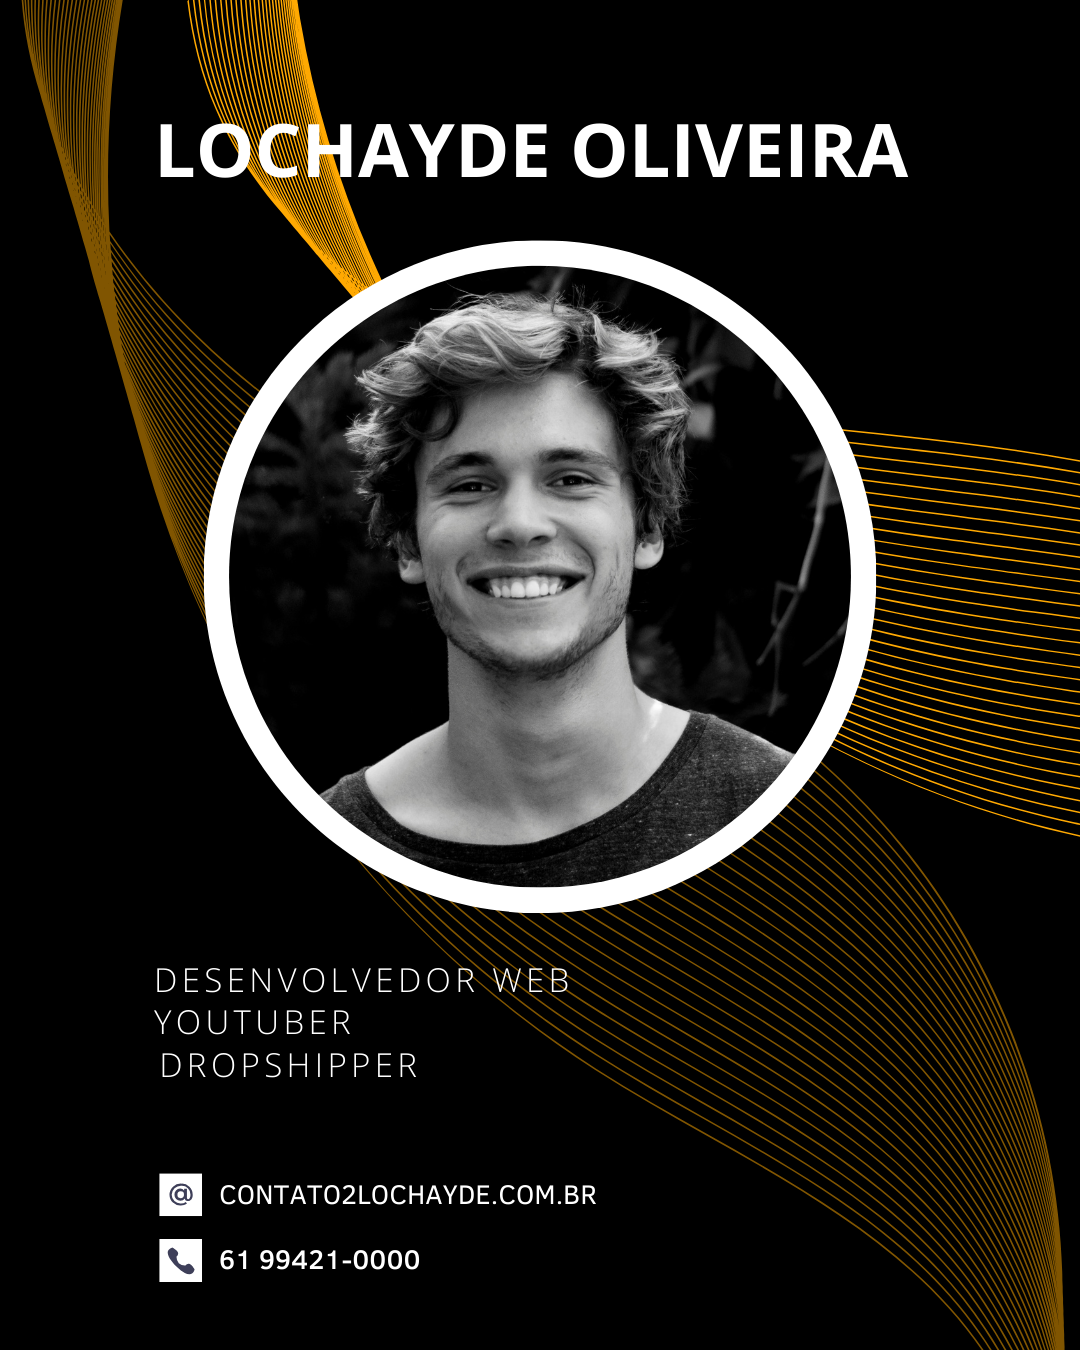 LOCHAYDE OLIVEIRA
DESENVOLVEDOR WEB
YOUTUBER
DROPSHIPPER
@ CONTATO2LOCHAYDE.COM.BR
61 99421-0000